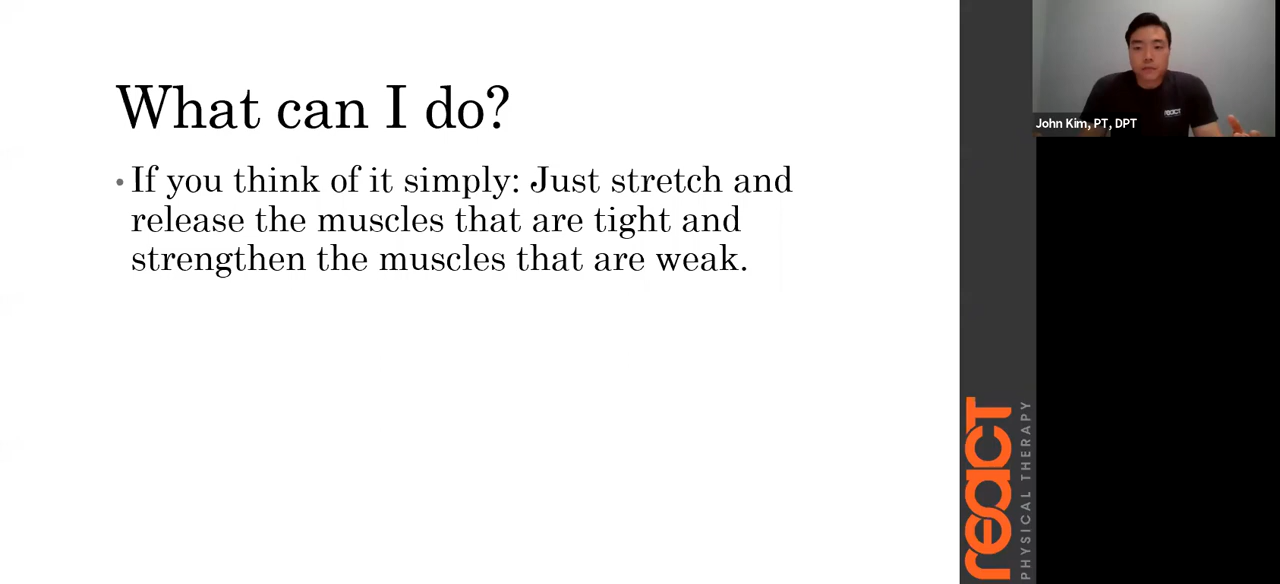 What can I do?
• If you think of it simply: Just stretch and
release the muscles that are tight and
strengthen the muscles that are weak.
react
John Kim, PT, DPT
react
PHYSICAL THERAPY